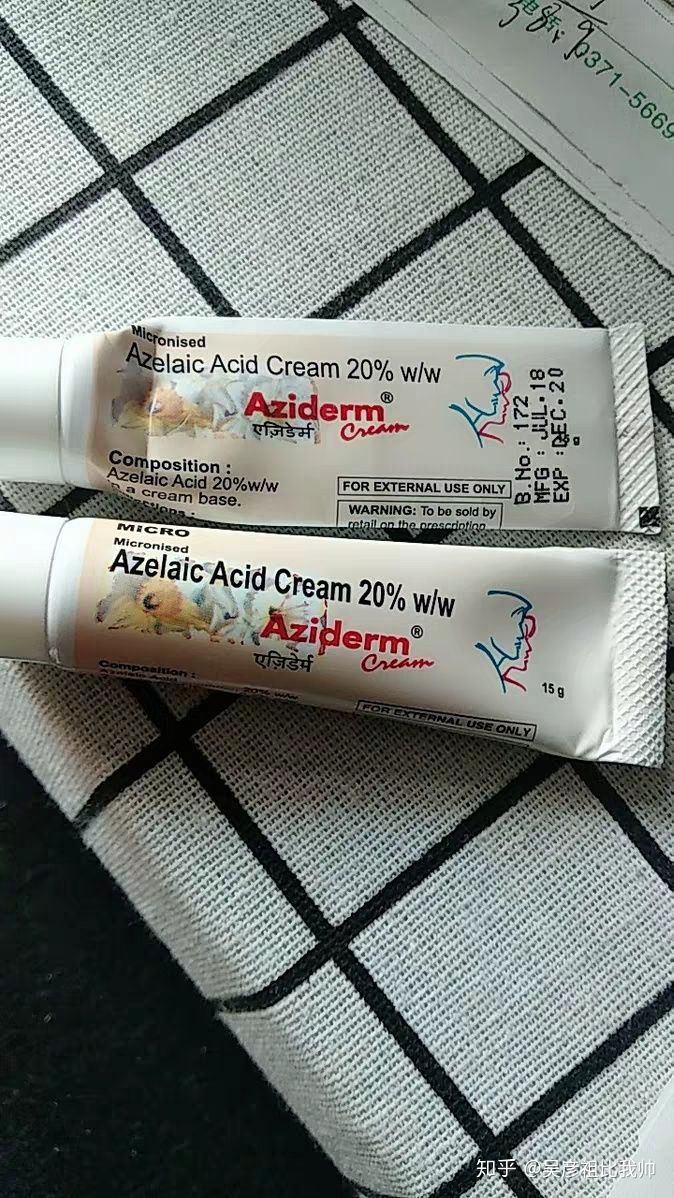 0371-5669
Micronised
Azelaic Acid Cream 20% w/w
Aziderm®
एज़िडेर्म Cream
Composition :
Azelaic Acid 20%w/w
a cream base.
FOR EXTERNAL USE ONLY
WARNING: To be sold by
retail on the prescription
B.No.: 172
MFG: JUL.18
EXP: DEC.20
MICRO
Micronised
Azelaic Acid Cream 20% w/w
Aziderm®
एज़िडेर्म Cream
15 g
Composition :
FOR EXTERNAL USE ONLY
知乎 @吴彦祖比我帅